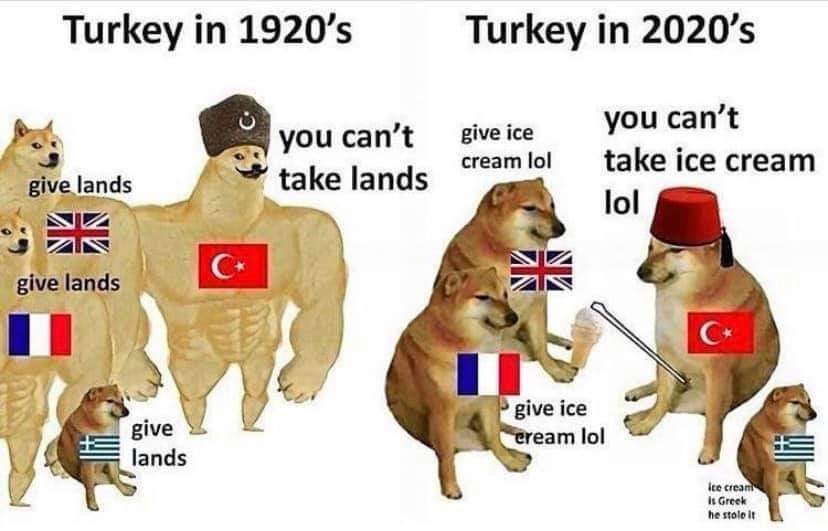 Turkey in 1920's
Turkey in 2020's
give lands
you can't
take lands
give lands
give
lands
give ice
cream lol
you can't
take ice cream
lol
give ice
cream lol
ice cream
is Greek
he stole it